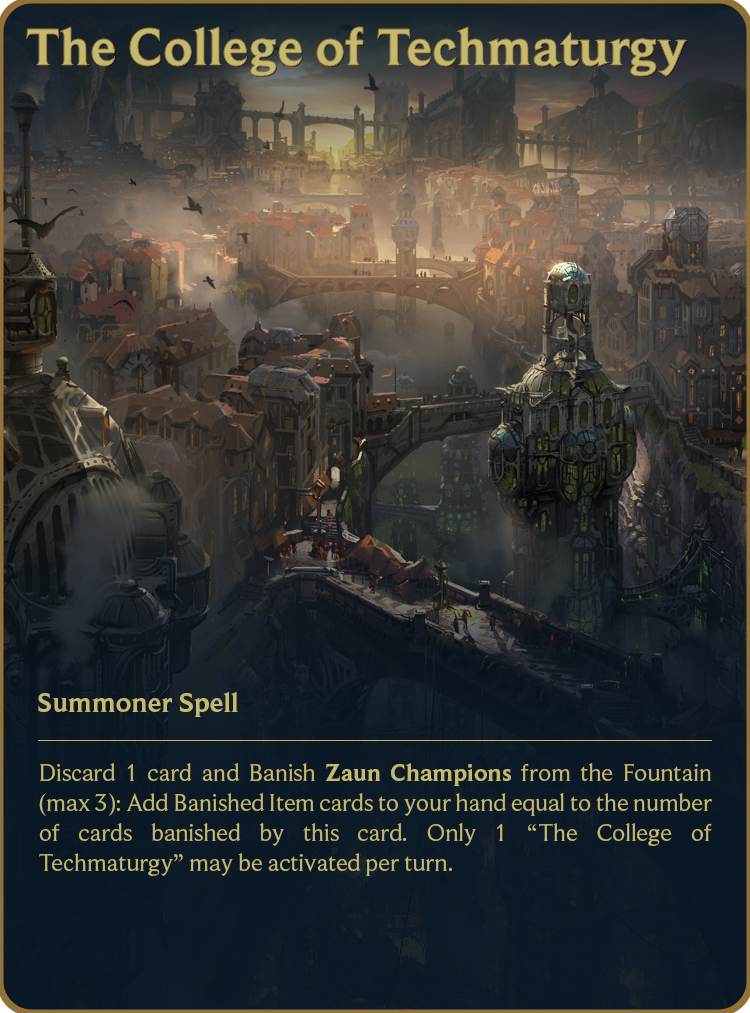 The College of Techmaturgy
Summoner Spell
Discard 1 card and Banish Zaun Champions from the Fountain
(max 3): Add Banished Item cards to your hand equal to the number
of cards banished by this card. Only 1 “The College of
Techmaturgy” may be activated per turn.